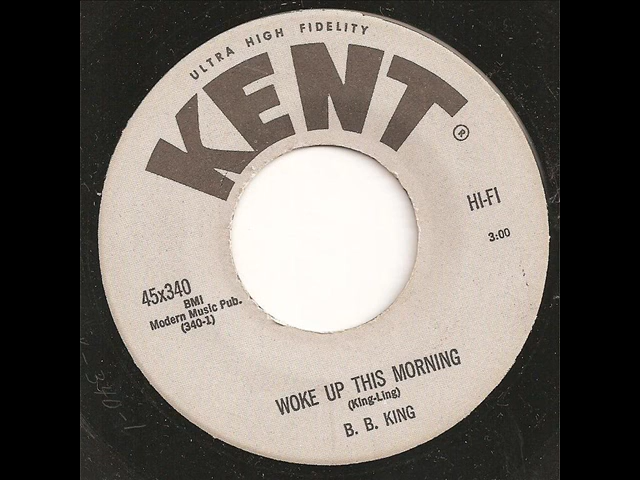 ULTRA HIGH FIDELITY
KENT
®
HI-FI
3:00
45x340
BMI
Modern Music Pub.
(340-1)
WOKE UP THIS MORNING
(King-Ling)
B. B. KING